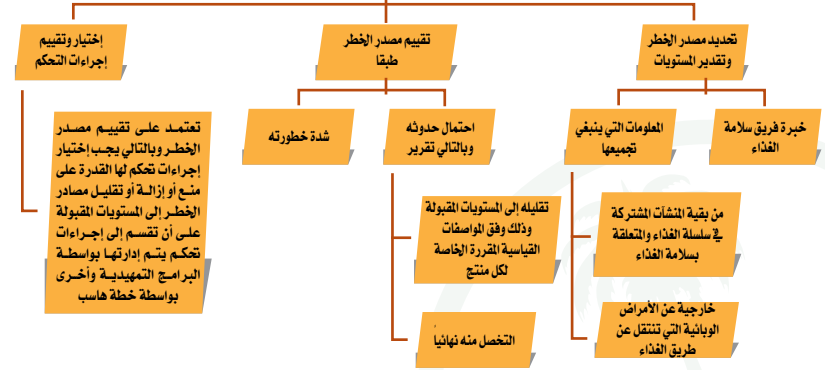 تحديد مصدر الخطر
وتقدير المستويات
تقييم مصدر الخطر
طبقا
إختيار وتقييم
إجراءات التحكم
خبرة فريق سلامة
الغذاء
المعلومات التي ينبغي
تجميعها
احتمال حدوثه
وبالتالي تقرير
شدة خطورته
تعتمد على تقييم مصدر
الخطر وبالتالي يجب إختيار
إجراءات تحكم لها القدرة على
منع أو إزالة أو تقليل مصادر
الخطر إلى المستويات المقبولة
على أن تقسم إلى إجراءات
تحكم يتم إدارتها بواسطة
البرامج التمهيدية وأخرى
بواسطة خطة هاسب
من بقية المنشآت المشتركة
في سلسلة الغذاء والمتعلقة
بسلامة الغذاء
تقليله إلى المستويات المقبولة
وذلك وفق المواصفات
القياسية المقررة الخاصة
لكل منتج
خارجية عن الأمراض
الوبائية التي تنتقل عن
طريق الغذاء
التخصل منه نهائياً